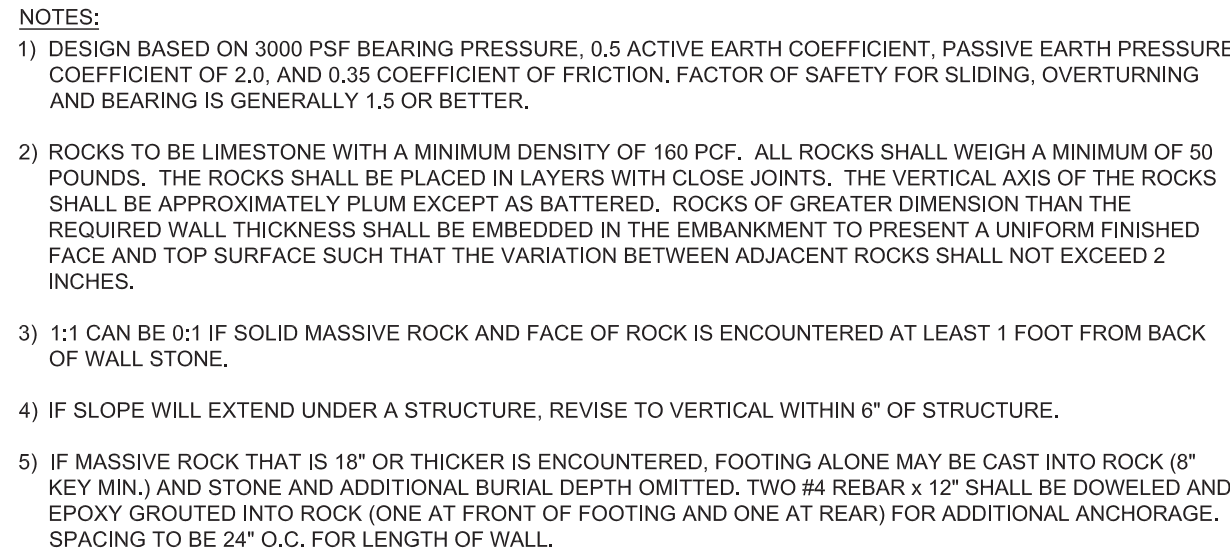 NOTES:
1) DESIGN BASED ON 3000 PSF BEARING PRESSURE, 0.5 ACTIVE EARTH COEFFICIENT, PASSIVE EARTH PRESSURE
COEFFICIENT OF 2.0, AND 0.35 COEFFICIENT OF FRICTION. FACTOR OF SAFETY FOR SLIDING, OVERTURNING
AND BEARING IS GENERALLY 1.5 OR BETTER.
2) ROCKS TO BE LIMESTONE WITH A MINIMUM DENSITY OF 160 PCF. ALL ROCKS SHALL WEIGH A MINIMUM OF 50
POUNDS. THE ROCKS SHALL BE PLACED IN LAYERS WITH CLOSE JOINTS. THE VERTICAL AXIS OF THE ROCKS
SHALL BE APPROXIMATELY PLUM EXCEPT AS BATTERED. ROCKS OF GREATER DIMENSION THAN THE
REQUIRED WALL THICKNESS SHALL BE EMBEDDED IN THE EMBANKMENT TO PRESENT A UNIFORM FINISHED
FACE AND TOP SURFACE SUCH THAT THE VARIATION BETWEEN ADJACENT ROCKS SHALL NOT EXCEED 2
INCHES.
3) 1:1 CAN BE 0:1 IF SOLID MASSIVE ROCK AND FACE OF ROCK IS ENCOUNTERED AT LEAST 1 FOOT FROM BACK
OF WALL STONE.
4) IF SLOPE WILL EXTEND UNDER A STRUCTURE, REVISE TO VERTICAL WITHIN 6" OF STRUCTURE.
5) IF MASSIVE ROCK THAT IS 18" OR THICKER IS ENCOUNTERED, FOOTING ALONE MAY BE CAST INTO ROCK (8"
KEY MIN.) AND STONE AND ADDITIONAL BURIAL DEPTH OMITTED. TWO #4 REBAR x 12" SHALL BE DOWELED AND
EPOXY GROUTED INTO ROCK (ONE AT FRONT OF FOOTING AND ONE AT REAR) FOR ADDITIONAL ANCHORAGE.
SPACING TO BE 24" O.C. FOR LENGTH OF WALL.